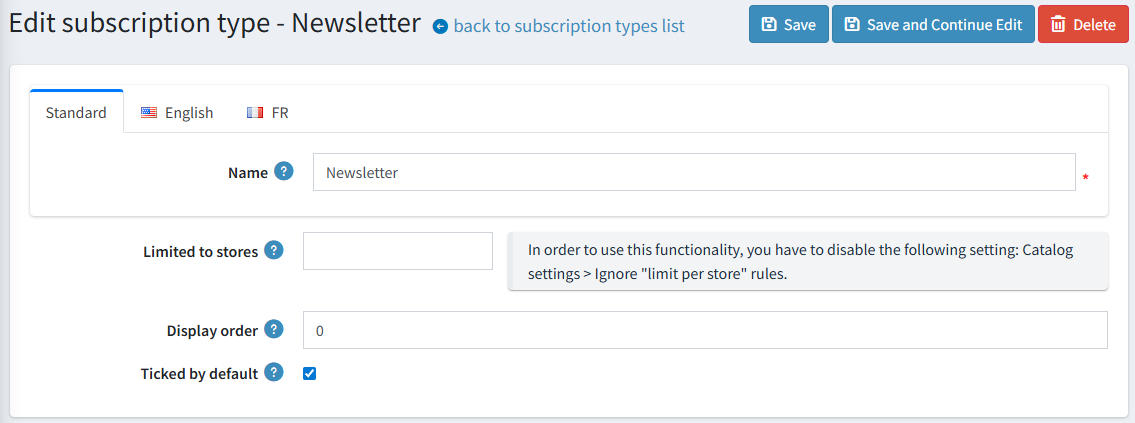 Edit subscription type - Newsletter back to subscription types list Save Save and Continue Edit Delete
Standard English FR
Name ? Newsletter *
Limited to stores ? In order to use this functionality, you have to disable the following setting: Catalog
settings > Ignore "limit per store" rules.
Display order ? 0
Ticked by default ?